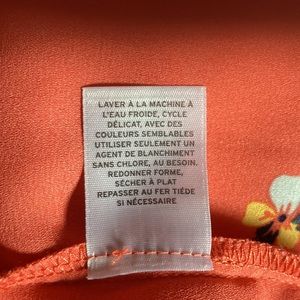 LAVER À LA MACHINE À
L'EAU FROIDE, CYCLE
DÉLICAT, AVEC DES
COULEURS SEMBLABLES
UTILISER SEULEMENT UN
AGENT DE BLANCHIMENT
SANS CHLORE, AU BESOIN.
REDONNER FORME,
SÉCHER À PLAT
REPASSER AU FER TIÈDE
SI NÉCESSAIRE